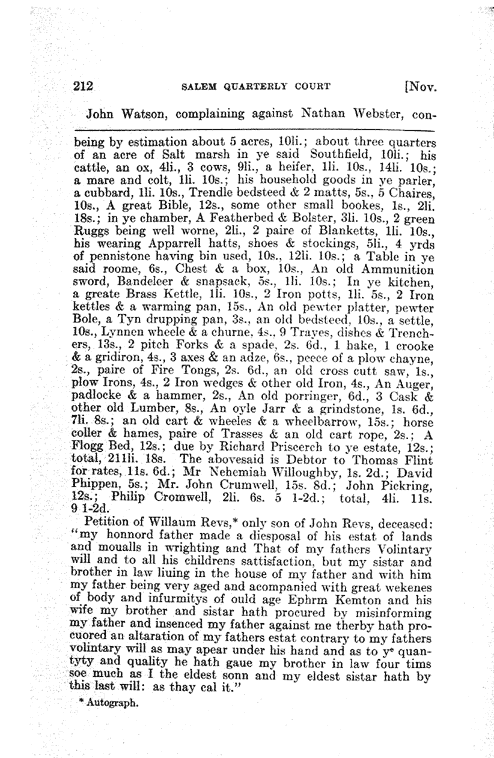 212 SALEM QUARTERLY COURT [Nov.
John Watson, complaining against Nathan Webster, con-
being by estimation about 5 acres, 10li.; about three quarters
of an acre of Salt marsh in ye said Southfield, 10li.; his
cattle, an ox, 4li., 3 cows, 9li., a heifer, 1li. 10s., 14li. 10s.;
a mare and colt, 1li. 10s.; his household goods in ye parler,
a cubbard, 1li. 10s., Trendle bedsteed & 2 matts, 5s., 5 Chaires,
10s., A great Bible, 12s., some other small bookes, 1s., 2li.
18s.; in ye chamber, A Featherbed & Bolster, 3li. 10s., 2 green
Ruggs being well worne, 2li., 2 paire of Blanketts, 1li. 10s.,
his wearing Apparrell hatts, shoes & stockings, 5li., 4 yrds
of pennistone having bin used, 10s., 12li. 10s.; a Table in ye
said roome, 6s., Chest & a box, 10s., An old Ammunition
sword, Bandeleer & snapsack, 5s., 1li. 10s.; In ye kitchen,
a greate Brass Kettle, 1li. 10s., 2 Iron potts, 1li. 5s., 2 Iron
kettles & a warming pan, 15s., An old pewter platter, pewter
Bole, a Tyn drupping pan, 3s., an old bedsteed, 10s., a settle,
10s., Lynnen wheele & a churne, 4s., 9 Trayes, dishes & Trench-
ers, 13s., 2 pitch Forks & a spade, 2s. 6d., 1 hake, 1 crooke
& a gridiron, 4s., 3 axes & an adze, 6s., peece of a plow chayne,
2s., paire of Fire Tongs, 2s. 6d., an old cross cutt saw, 1s.,
plow Irons, 4s., 2 Iron wedges & other old Iron, 4s., An Auger,
padlocke & a hammer, 2s., An old porringer, 6d., 3 Cask &
other old Lumber, 8s., An oyle Jarr & a grindstone, 1s. 6d.,
7li. 8s.; an old cart & wheeles & a wheelbarrow, 15s.; horse
coller & hames, paire of Trasses & an old cart rope, 2s.; A
Flogg Bed, 12s.; due by Richard Priscerch to ye estate, 12s.;
total, 211li. 18s. The abovesaid is Debtor to Thomas Flint
for rates, 11s. 6d.; Mr Nehemiah Willoughby, 1s. 2d.; David
Phippen, 5s.; Mr. John Crumwell, 15s. 8d.; John Pickring,
12s.; Philip Cromwell, 2li. 6s. 5 1-2d.; total, 4li. 11s.
9 1-2d.
Petition of Willaum Revs,* only son of John Revs, deceased:
"my honnord father made a diesposal of his estat of lands
and moualls in wrighting and That of my fathers Volintary
will and to all his childrens sattisfaction, but my sistar and
brother in law liuing in the house of my father and with him
my father being very aged and acompanied with great wekenes
of body and infurmitys of ould age Ephrm Kemton and his
wife my brother and sistar hath procured by misinforming
my father and insenced my father against me therby hath pro-
cuored an altaration of my fathers estat contrary to my fathers
volintary will as may apear under his hand and as to yᵉ quan-
tyty and quality he hath gaue my brother in law four tims
soe much as I the eldest sonn and my eldest sistar hath by
this last will: as thay cal it."
* Autograph.